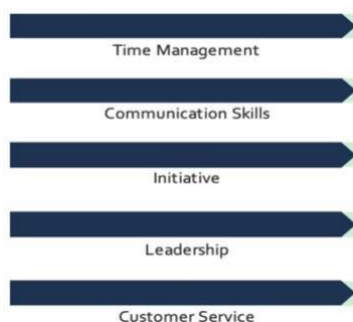 Time Management
Communication Skills
Initiative
Leadership
Customer Service